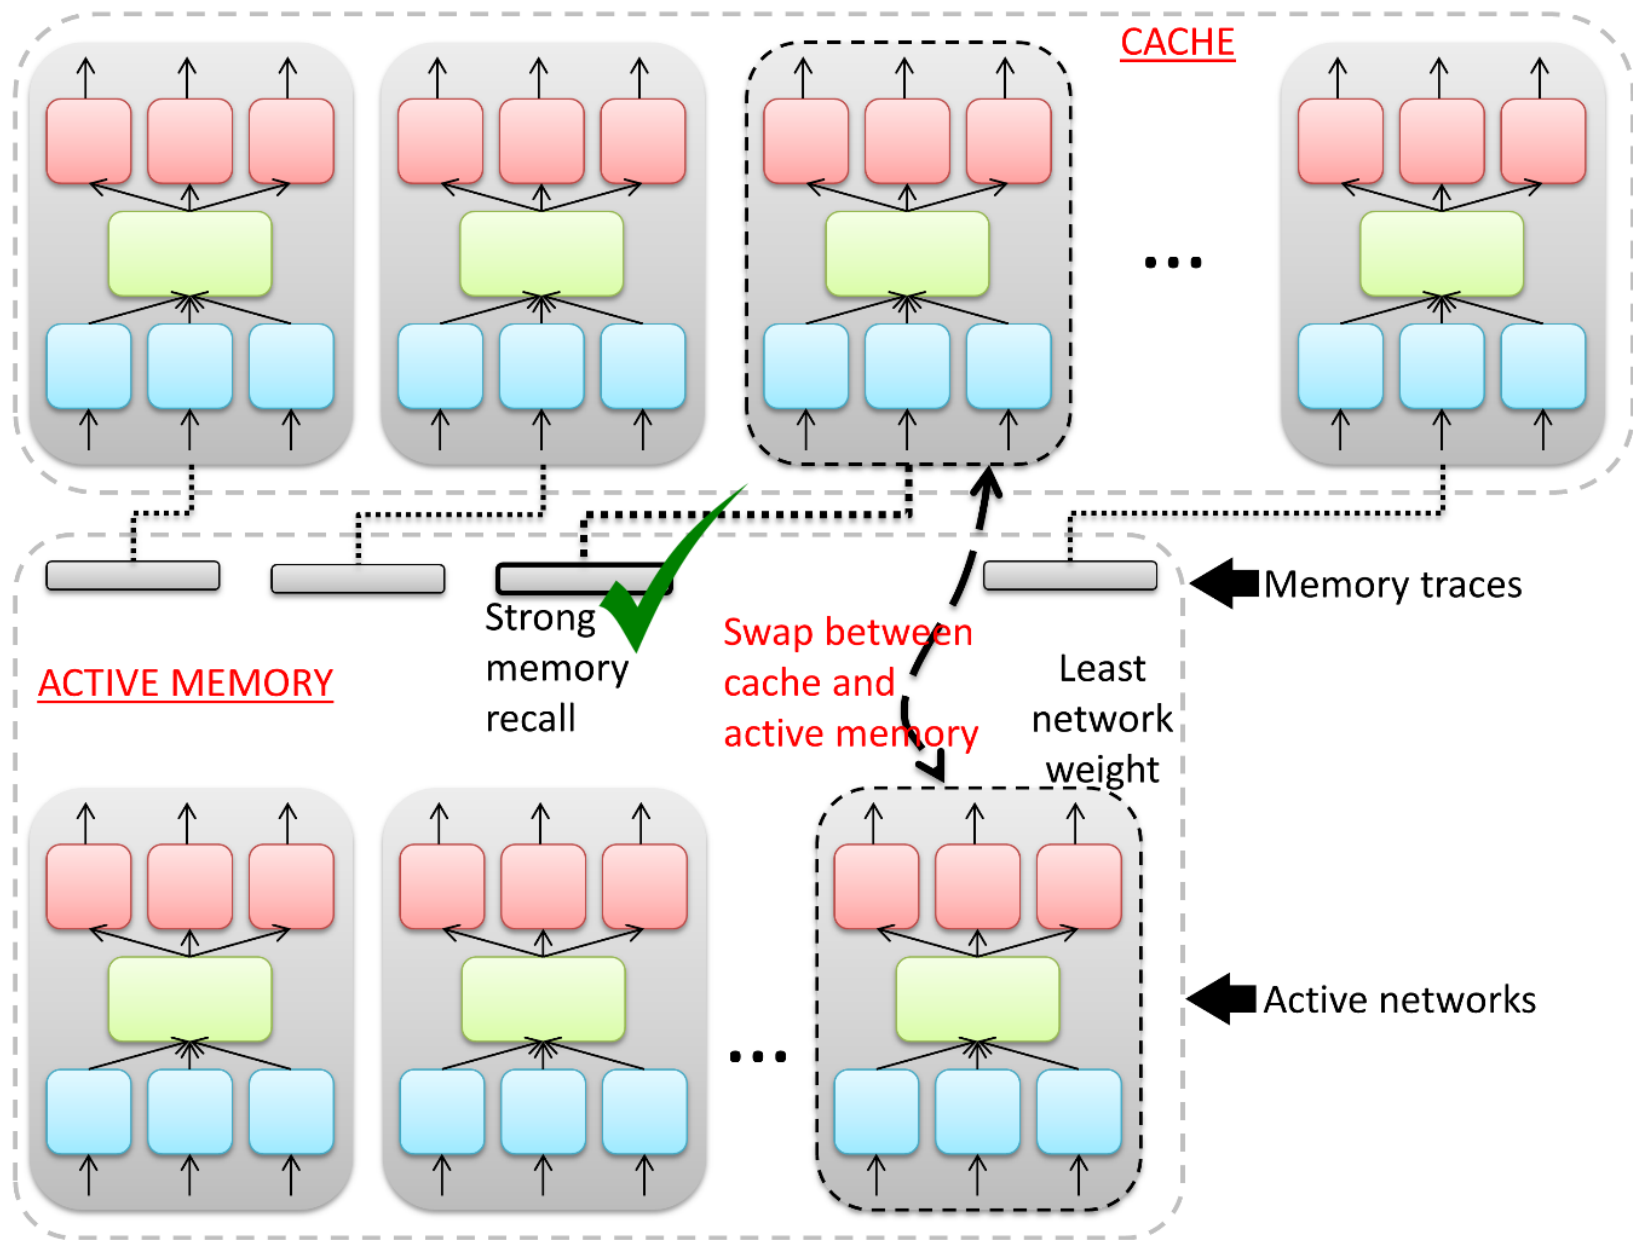 CACHE
...
Memory traces
Strong
memory
recall
Swap between
cache and
active memory
Least
network
weight
ACTIVE MEMORY
...
Active networks